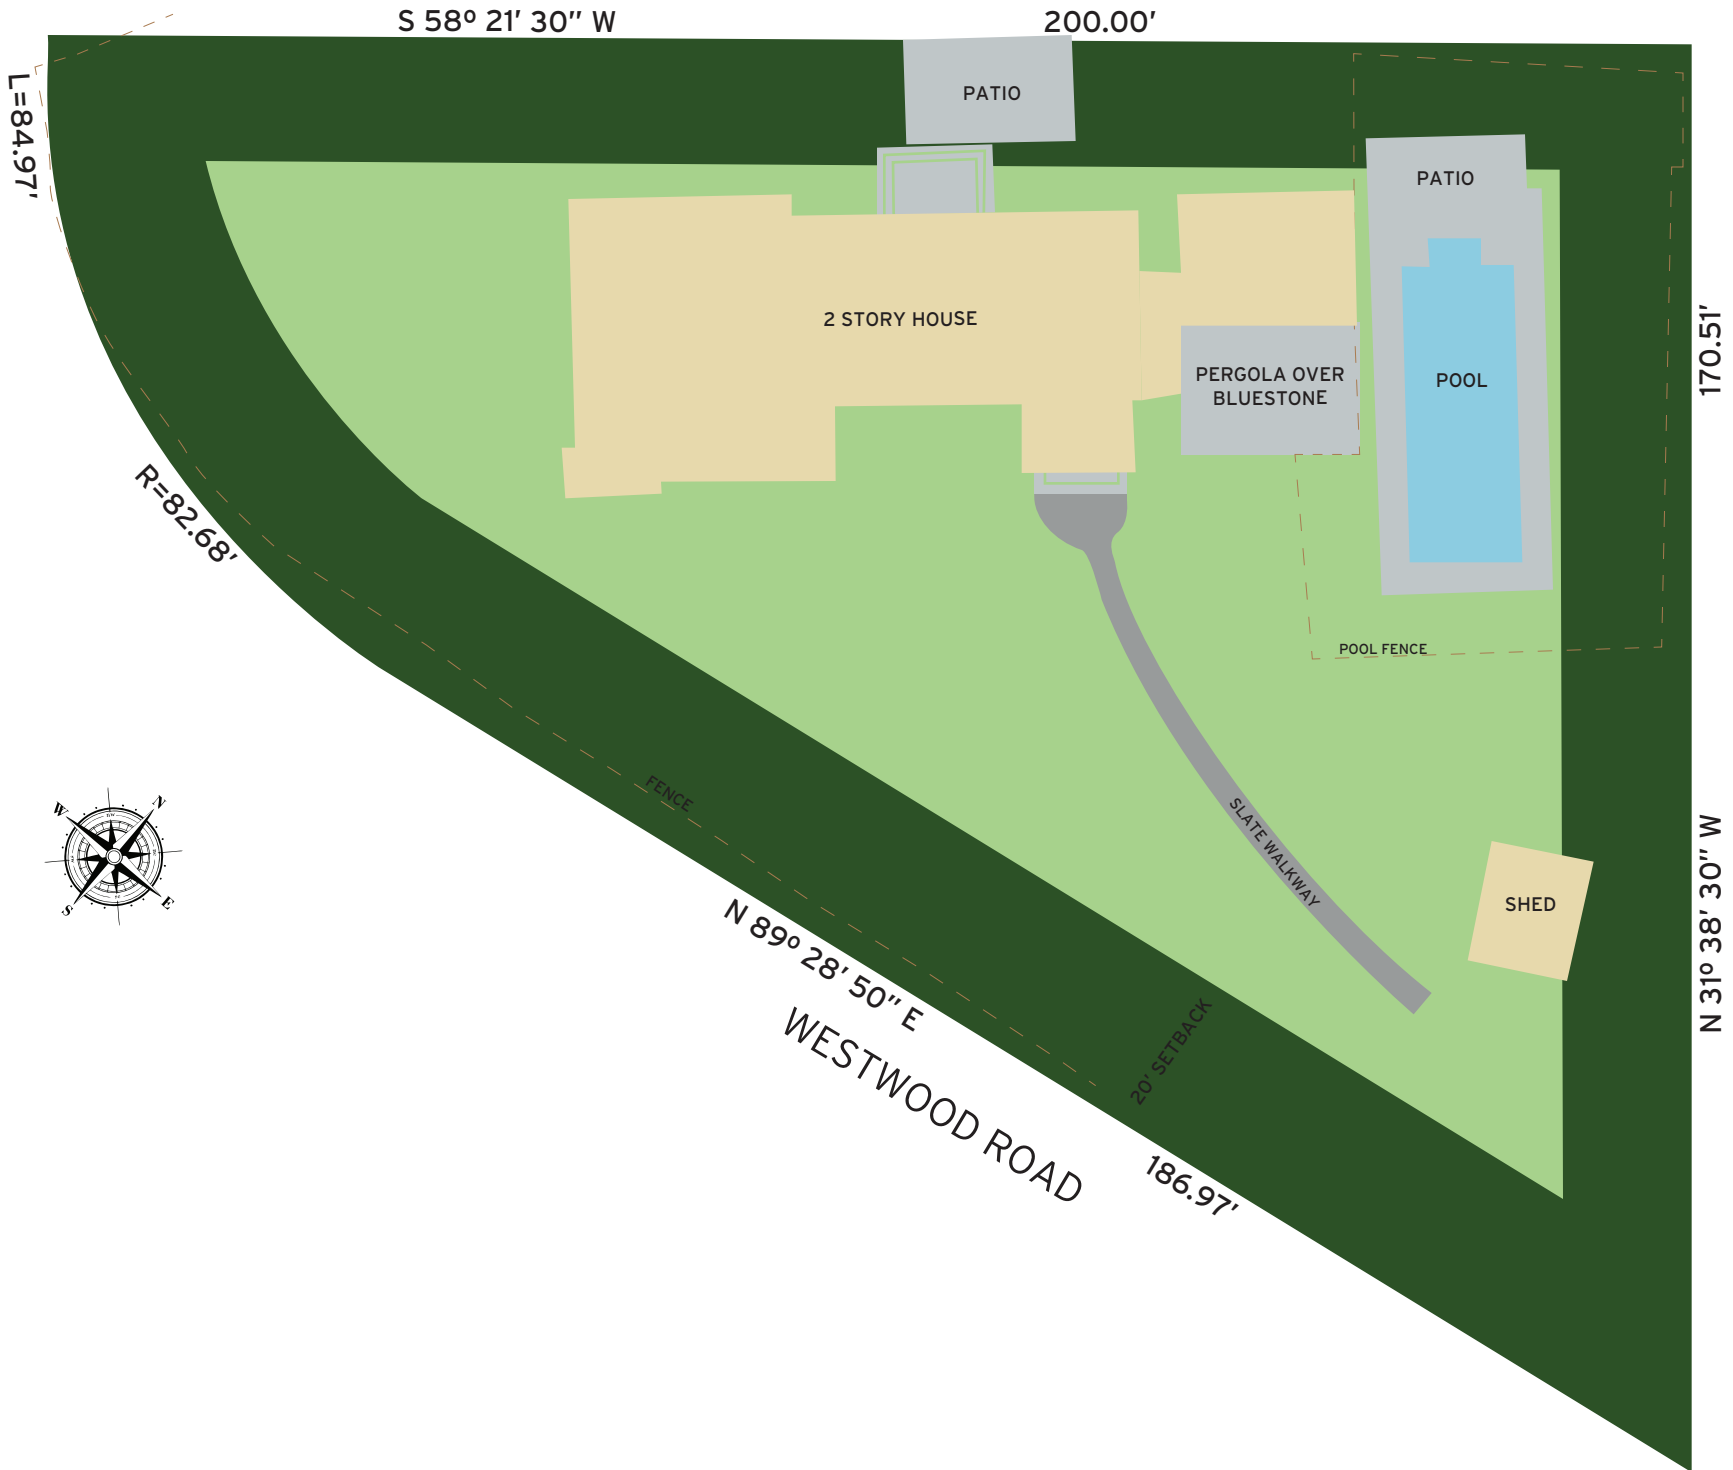 S 58º 21' 30" W
200.00'
L=84.97'
PATIO
PATIO
2 STORY HOUSE
PERGOLA OVER
BLUESTONE
POOL
170.51'
R=82.68'
POOL FENCE
FENCE
SLATE WALKWAY
W
N
S
E
SHED
N 31º 38' 30" W
N 89º 28' 50" E
WESTWOOD ROAD
20' SETBACK
186.97'